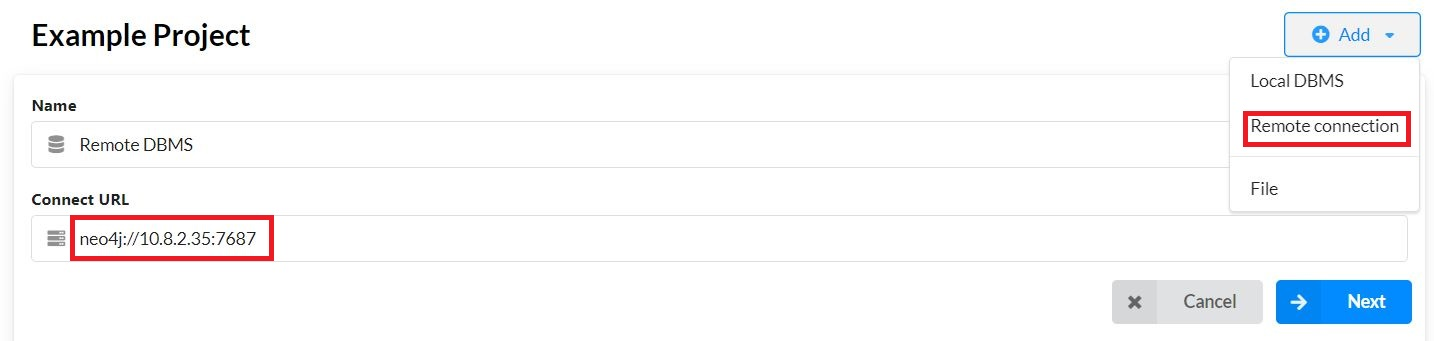 Example Project
Add
Local DBMS
Remote connection
File
Name
Remote DBMS
Connect URL
neo4j://10.8.2.35:7687
Cancel
Next